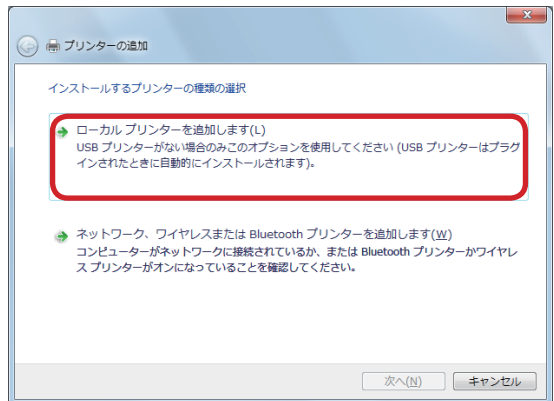 プリンターの追加
インストールするプリンターの種類の選択
ローカル プリンターを追加します(L)
USB プリンターがない場合のみこのオプションを使用してください (USB プリンターはプラグ
インされたときに自動的にインストールされます)。
ネットワーク、ワイヤレスまたは Bluetooth プリンターを追加します(W)
コンピューターがネットワークに接続されているか、または Bluetooth プリンターかワイヤレ
ス プリンターがオンになっていることを確認してください。
次へ(N)
キャンセル